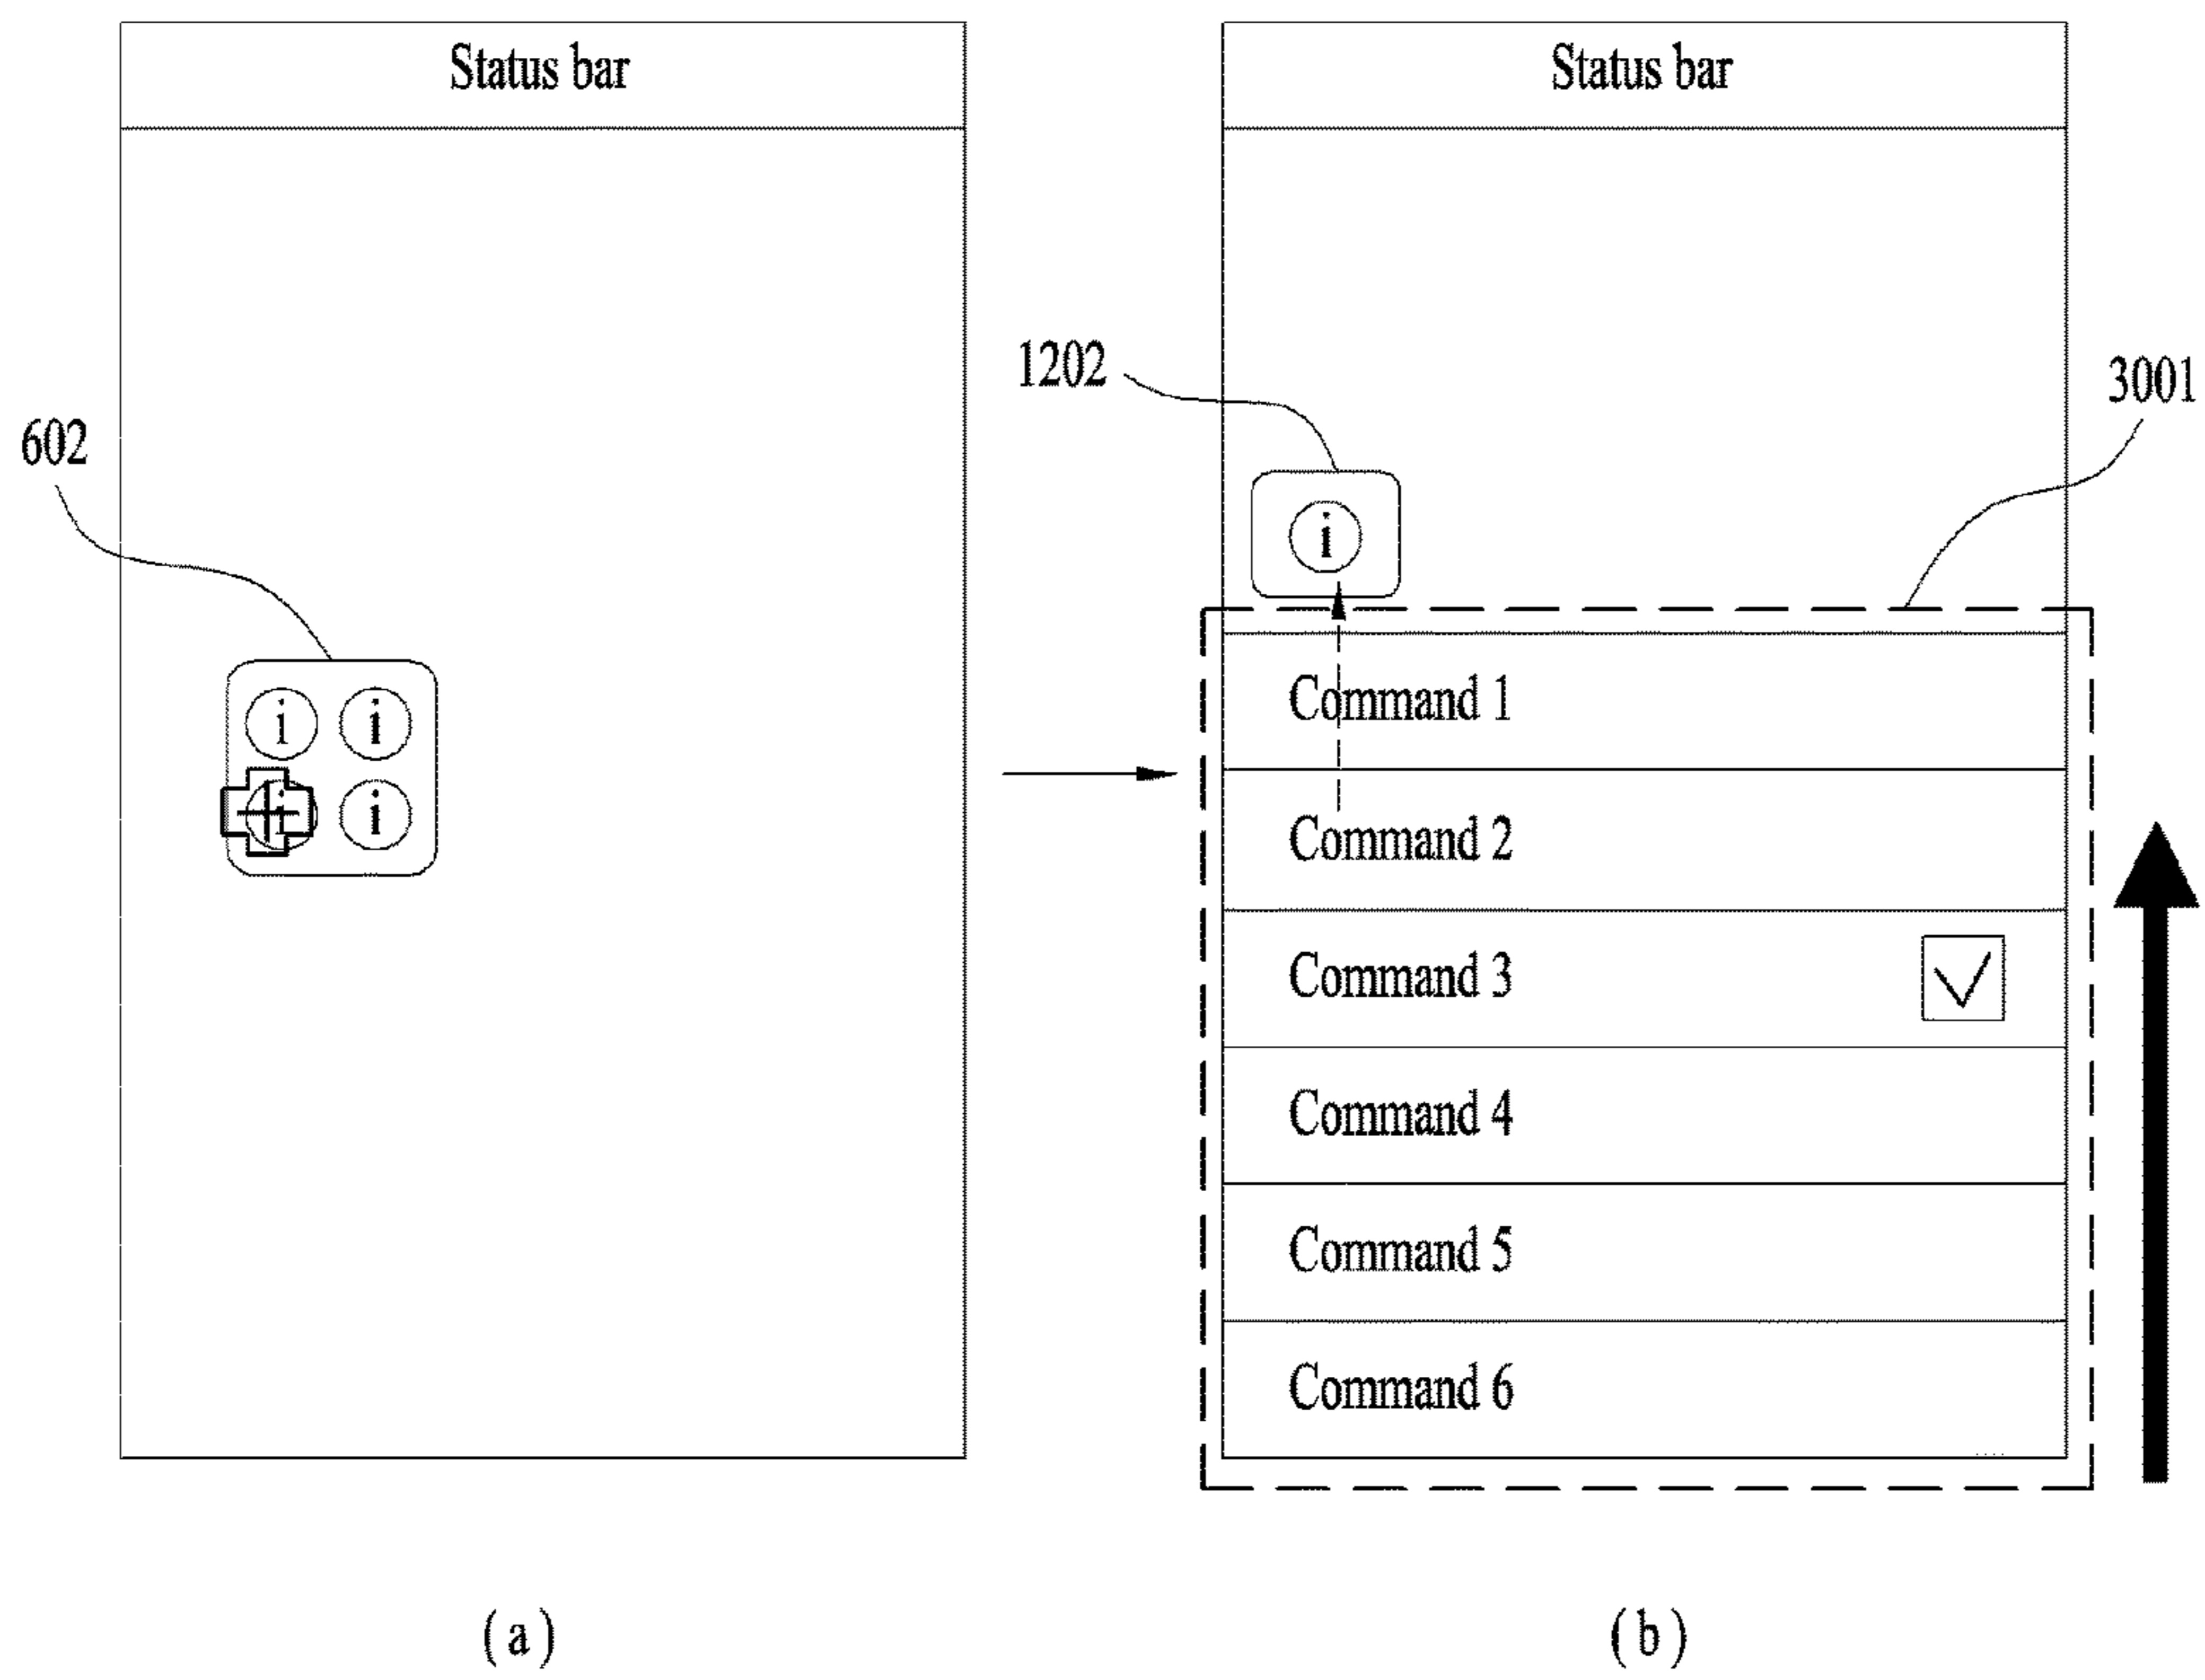 Status bar
602
i i
i i
(a)
Status bar
1202
3001
i
Command 1
Command 2
Command 3
Command 4
Command 5
Command 6
(b)